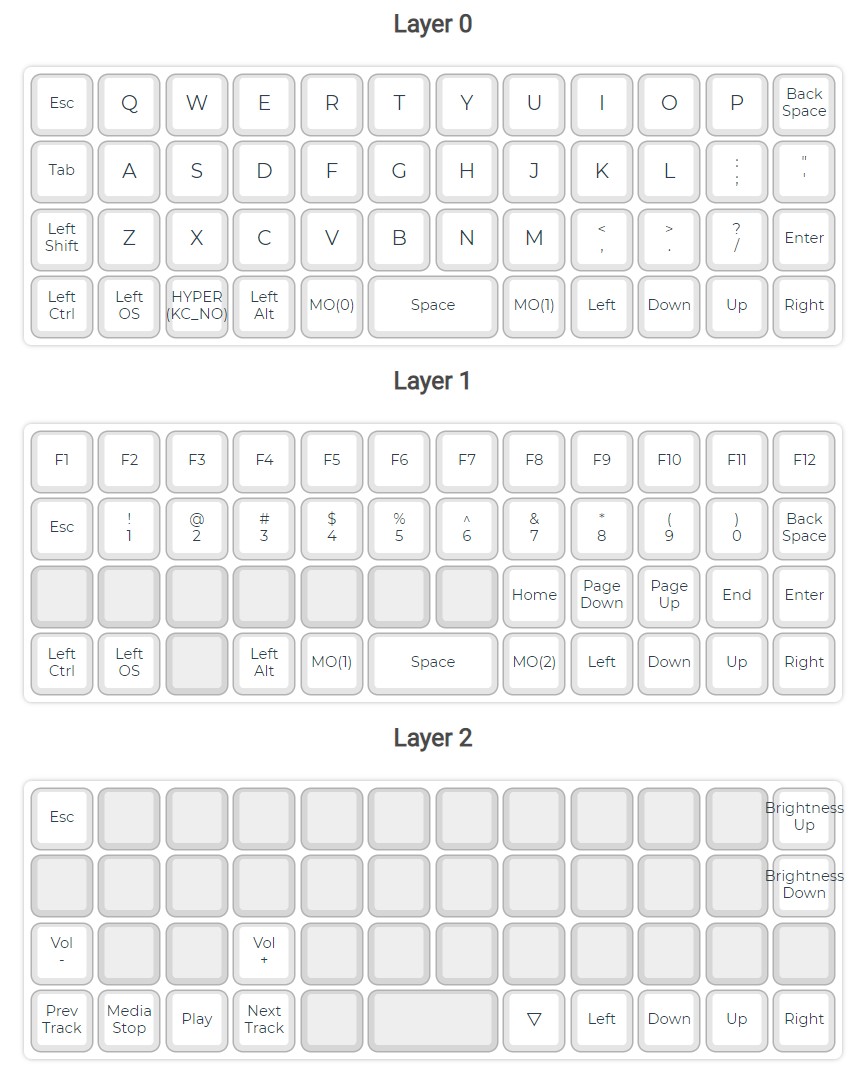 Layer 0
Esc Q W E R T Y U I O P Back Space
Tab A S D F G H J K L : ; " '
Left Shift Z X C V B N M < , > . ? / Enter
Left Ctrl Left OS HYPER (KC_NO) Left Alt MO(0) Space MO(1) Left Down Up Right
Layer 1
F1 F2 F3 F4 F5 F6 F7 F8 F9 F10 F11 F12
Esc ! 1 @ 2 # 3 $ 4 % 5 ^ 6 & 7 * 8 ( 9 ) 0 Back Space
Home Page Down Page Up End Enter
Left Ctrl Left OS Left Alt MO(1) Space MO(2) Left Down Up Right
Layer 2
Esc Brightness Up
Brightness Down
Vol - Vol +
Prev Track Media Stop Play Next Track ▽ Left Down Up Right